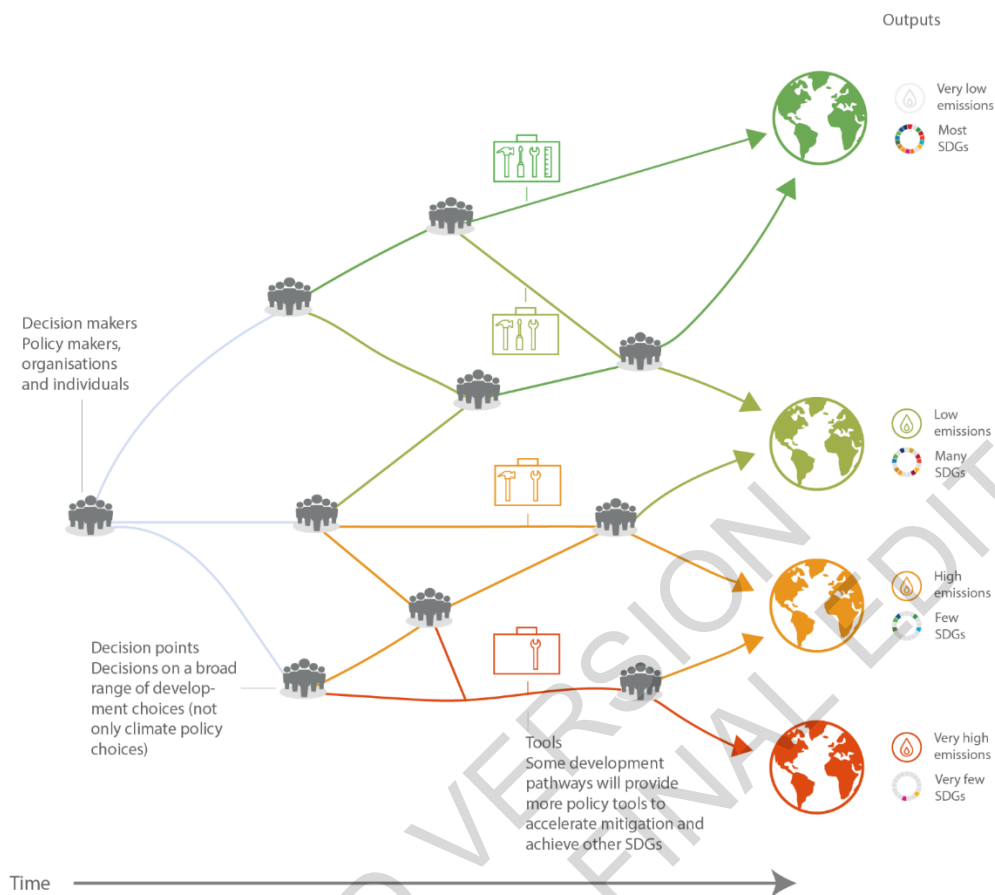 Outputs
Very low
emissions
Most
SDGs
Decision makers
Policy makers,
organisations
and individuals
Low
emissions
Many
SDGs
High
emissions
Few
SDGs
Decision points
Decisions on a broad
range of develop-
ment choices (not
only climate policy
choices)
Tools
Some development
pathways will provide
more policy tools to
accelerate mitigation and
achieve other SDGs
Very high
emissions
Very few
SDGs
Time
D VERSION
FINAL EDIT